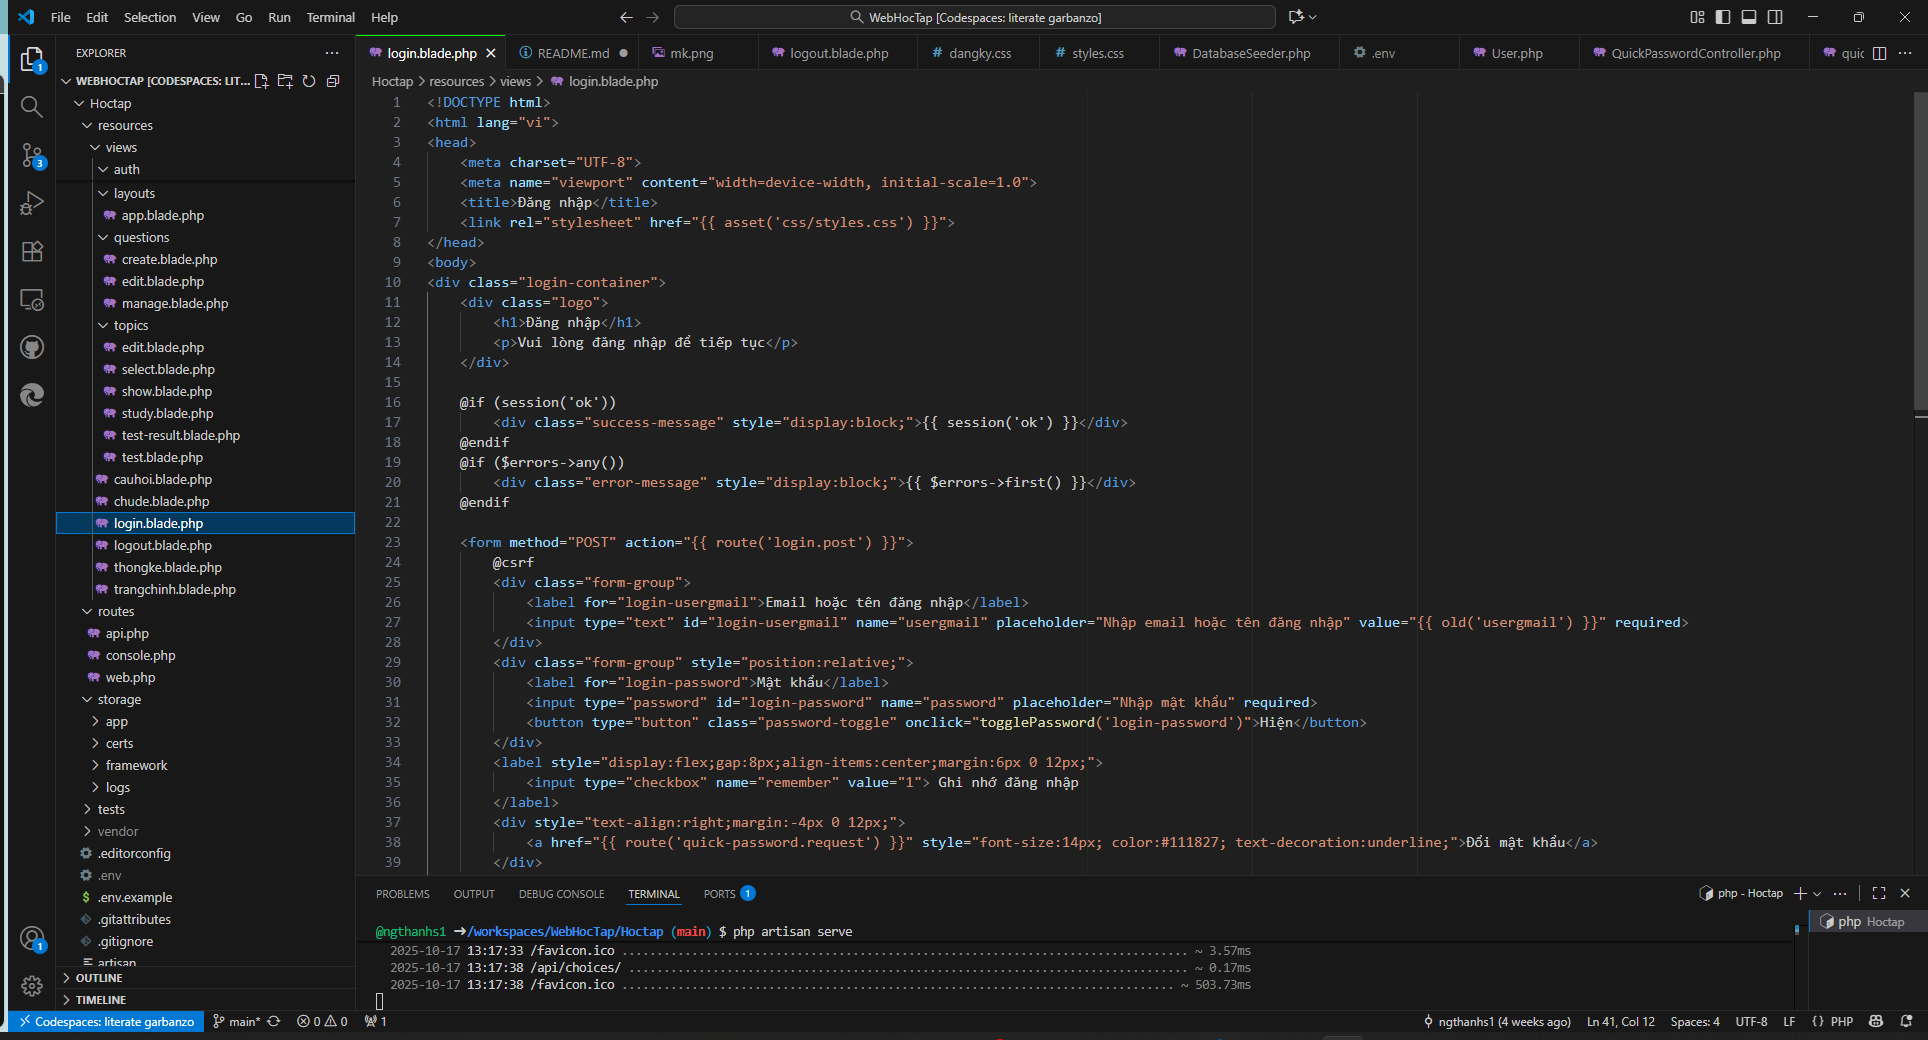 File Edit Selection View Go Run Terminal Help
WebHocTap [Codespaces: literate garbanzo]
EXPLORER
login.blade.php
README.md
mk.png
logout.blade.php
# dangky.css
# styles.css
DatabaseSeeder.php
.env
User.php
QuickPasswordController.php
quic
WEBHOCTAP [CODESPACES: LIT...
Hoctap
resources
views
auth
layouts
app.blade.php
questions
create.blade.php
edit.blade.php
manage.blade.php
topics
edit.blade.php
select.blade.php
show.blade.php
study.blade.php
test-result.blade.php
test.blade.php
cauhoi.blade.php
chude.blade.php
login.blade.php
logout.blade.php
thongke.blade.php
trangchinh.blade.php
routes
api.php
console.php
web.php
storage
app
certs
framework
logs
tests
vendor
.editorconfig
.env
$ .env.example
.gitattributes
.gitignore
artisan
OUTLINE
TIMELINE
1
3
1
Hoctap > resources > views > login.blade.php
1 <!DOCTYPE html>
2 <html lang="vi">
3 <head>
4 <meta charset="UTF-8">
5 <meta name="viewport" content="width=device-width, initial-scale=1.0">
6 <title>Đăng nhập</title>
7 <link rel="stylesheet" href="{{ asset('css/styles.css') }}">
8 </head>
9 <body>
10 <div class="login-container">
11 <div class="logo">
12 <h1>Đăng nhập</h1>
13 <p>Vui lòng đăng nhập để tiếp tục</p>
14 </div>
15
16 @if (session('ok'))
17 <div class="success-message" style="display:block;">{{ session('ok') }}</div>
18 @endif
19 @if ($errors->any())
20 <div class="error-message" style="display:block;">{{ $errors->first() }}</div>
21 @endif
22
23 <form method="POST" action="{{ route('login.post') }}">
24 @csrf
25 <div class="form-group">
26 <label for="login-usergmail">Email hoặc tên đăng nhập</label>
27 <input type="text" id="login-usergmail" name="usergmail" placeholder="Nhập email hoặc tên đăng nhập" value="{{ old('usergmail') }}" required>
28 </div>
29 <div class="form-group" style="position:relative;">
30 <label for="login-password">Mật khẩu</label>
31 <input type="password" id="login-password" name="password" placeholder="Nhập mật khẩu" required>
32 <button type="button" class="password-toggle" onclick="togglePassword('login-password')">Hiện</button>
33 </div>
34 <label style="display:flex;gap:8px;align-items:center;margin:6px 0 12px;">
35 <input type="checkbox" name="remember" value="1"> Ghi nhớ đăng nhập
36 </label>
37 <div style="text-align:right;margin:-4px 0 12px;">
38 <a href="{{ route('quick-password.request') }}" style="font-size:14px; color:#111827; text-decoration:underline;">Đổi mật khẩu</a>
39 </div>
PROBLEMS OUTPUT DEBUG CONSOLE TERMINAL PORTS 1
php - Hoctap
@ngthanhs1 ➜/workspaces/WebHocTap/Hoctap (main) $ php artisan serve
2025-10-17 13:17:33 /favicon.ico ........ ~ 3.57ms
2025-10-17 13:17:38 /api/choices/ ........ ~ 0.17ms
2025-10-17 13:17:38 /favicon.ico ........ ~ 503.73ms
php Hoctap
Codespaces: literate garbanzo
main*
0 0
1
ngthanhs1 (4 weeks ago)
Ln 41, Col 12
Spaces: 4
UTF-8
LF
{} PHP